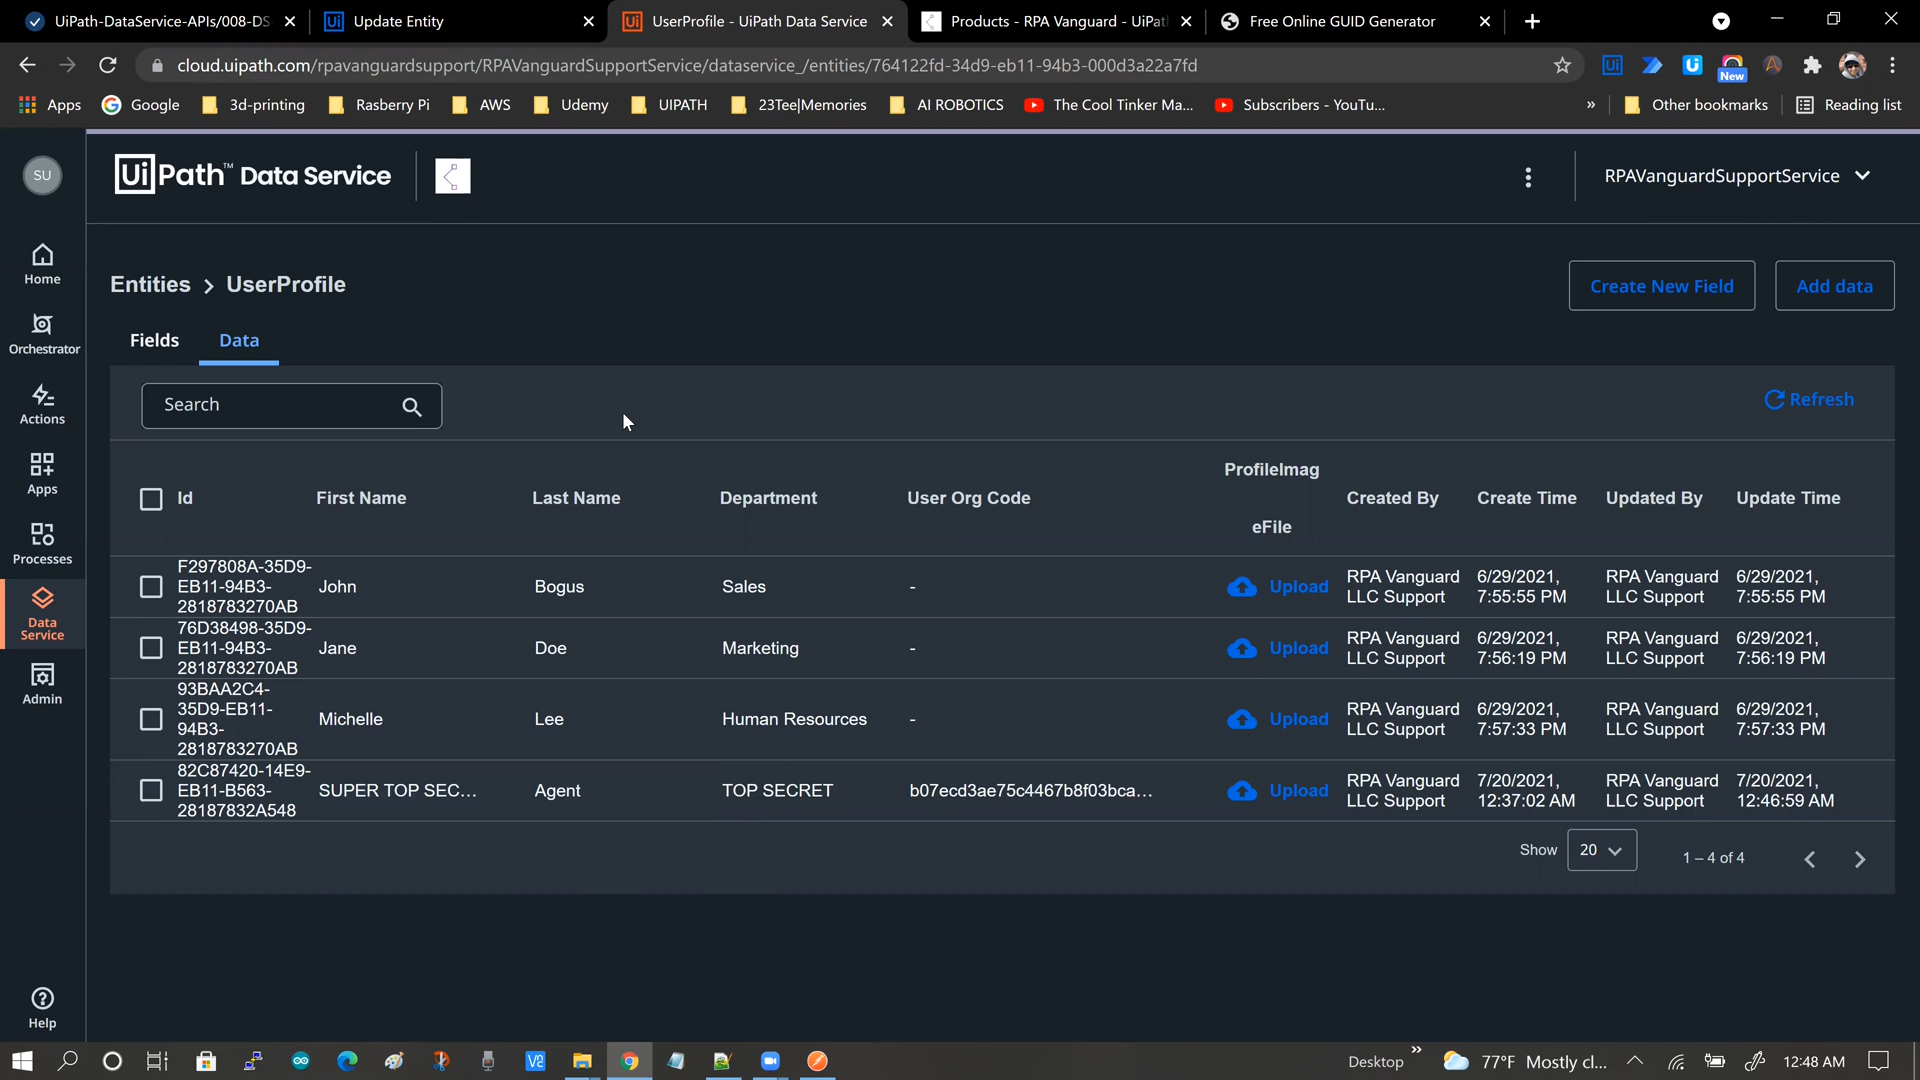 UiPath-DataService-APIs/008-DS
Update Entity
UserProfile - UiPath Data Service
Products - RPA Vanguard - UiPat
Free Online GUID Generator
cloud.uipath.com/rpavanguardsupport/RPAVanguardSupportService/dataservice_/entities/764122fd-34d9-eb11-94b3-000d3a22a7fd
New
Apps
Google
3d-printing
Rasberry Pi
AWS
Udemy
UIPATH
23Tee|Memories
AI ROBOTICS
The Cool Tinker Ma...
Subscribers - YouTu...
»
Other bookmarks
Reading list
SU
UiPath™ Data Service
RPAVanguardSupportService
Home
Orchestrator
Actions
Apps
Processes
Data
Service
Admin
Help
Entities > UserProfile
Create New Field
Add data
Fields
Data
Search
Refresh
Id
First Name
Last Name
Department
User Org Code
ProfileImag
eFile
Created By
Create Time
Updated By
Update Time
F297808A-35D9-
EB11-94B3-
2818783270AB
John
Bogus
Sales
-
Upload
RPA Vanguard
LLC Support
6/29/2021,
7:55:55 PM
RPA Vanguard
LLC Support
6/29/2021,
7:55:55 PM
76D38498-35D9-
EB11-94B3-
2818783270AB
Jane
Doe
Marketing
-
Upload
RPA Vanguard
LLC Support
6/29/2021,
7:56:19 PM
RPA Vanguard
LLC Support
6/29/2021,
7:56:19 PM
93BAA2C4-
35D9-EB11-
94B3-
2818783270AB
Michelle
Lee
Human Resources
-
Upload
RPA Vanguard
LLC Support
6/29/2021,
7:57:33 PM
RPA Vanguard
LLC Support
6/29/2021,
7:57:33 PM
82C87420-14E9-
EB11-B563-
28187832A548
SUPER TOP SEC...
Agent
TOP SECRET
b07ecd3ae75c4467b8f03bca...
Upload
RPA Vanguard
LLC Support
7/20/2021,
12:37:02 AM
RPA Vanguard
LLC Support
7/20/2021,
12:46:59 AM
Show
20
1 – 4 of 4
Desktop
»
77°F Mostly cl...
12:48 AM